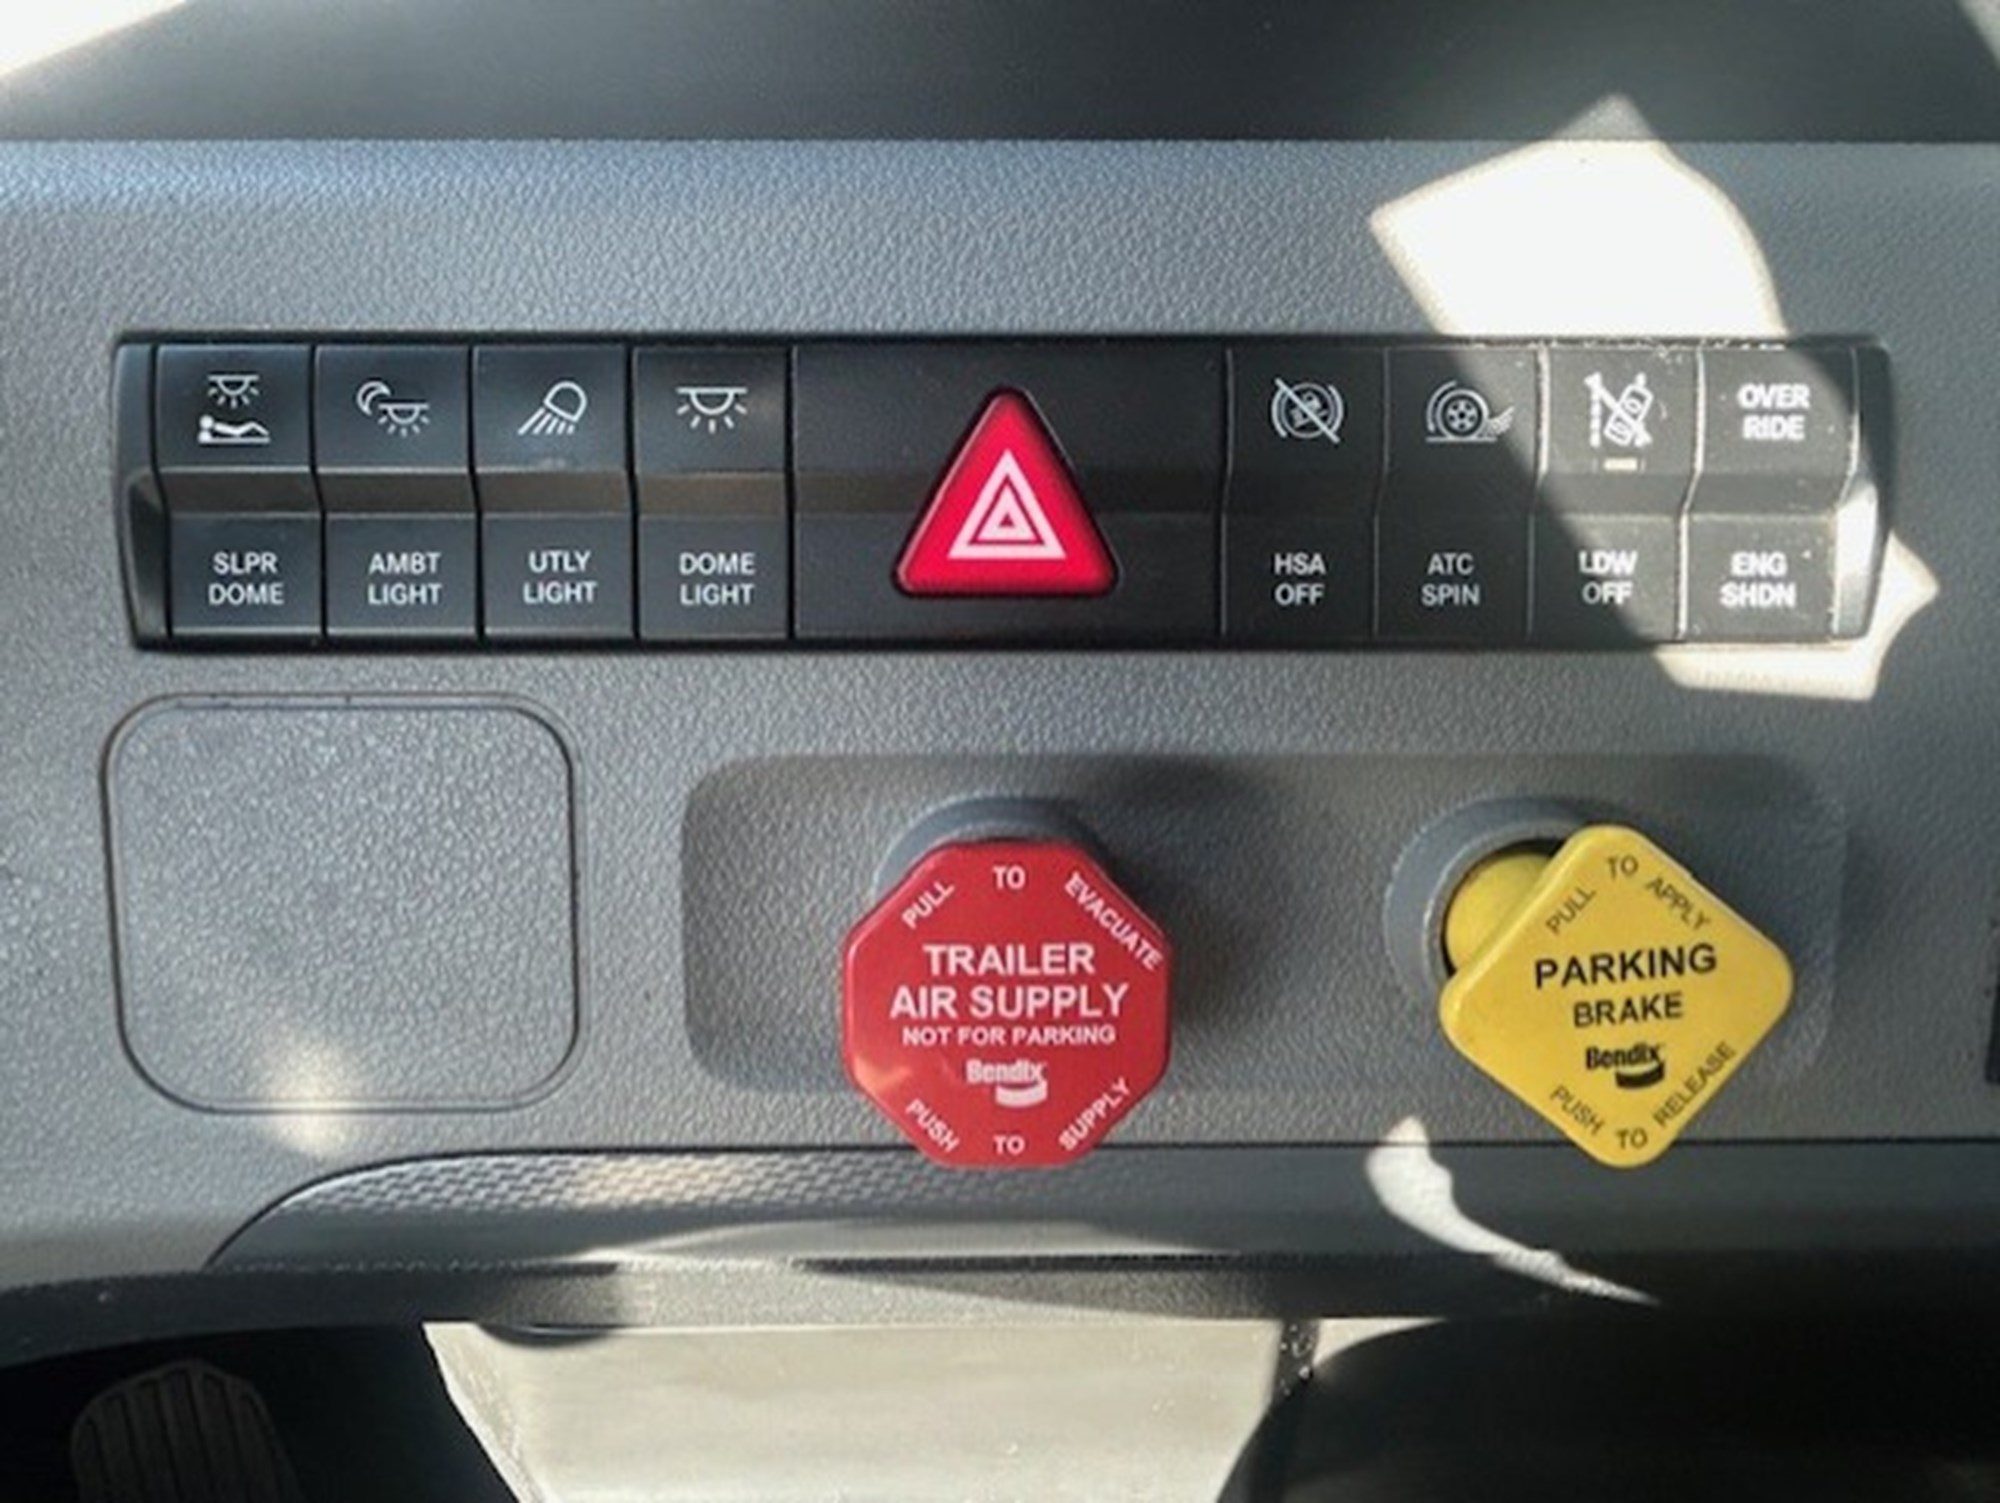 OVER
RIDE
SLPR
DOME
AMBT
LIGHT
UTLY
LIGHT
DOME
LIGHT
HSA
OFF
ATC
SPIN
LDW
OFF
ENG
SHDN
PULL TO EVACUATE
TRAILER
AIR SUPPLY
NOT FOR PARKING
Bendix
PUSH TO SUPPLY
PULL TO APPLY
PARKING
BRAKE
Bendix
PUSH TO RELEASE